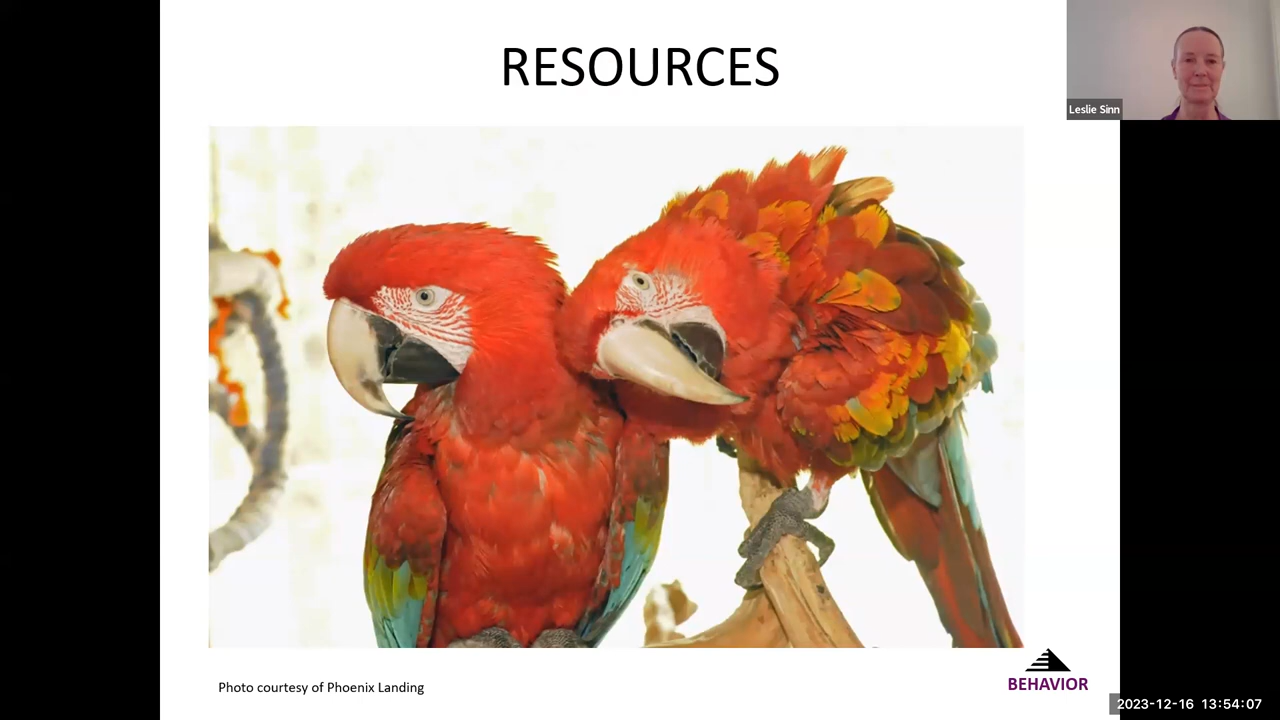 RESOURCES
Leslie Sinn
Photo courtesy of Phoenix Landing
BEHAVIOR
2023-12-16 13:54:07